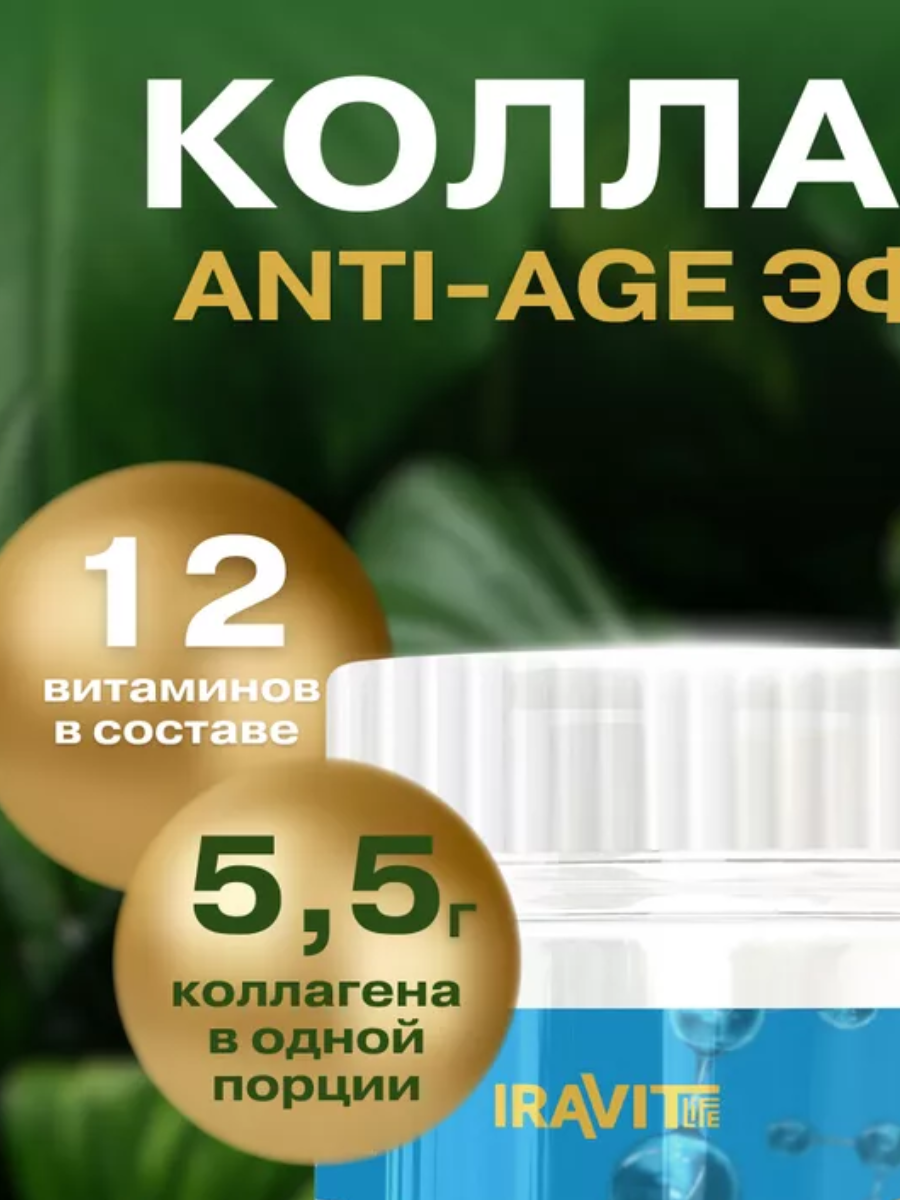 КОЛЛА
ANTI-AGE ЭФ
12
витаминов
в составе
5,5г
коллагена
в одной
порции
IRAVIT LIFE